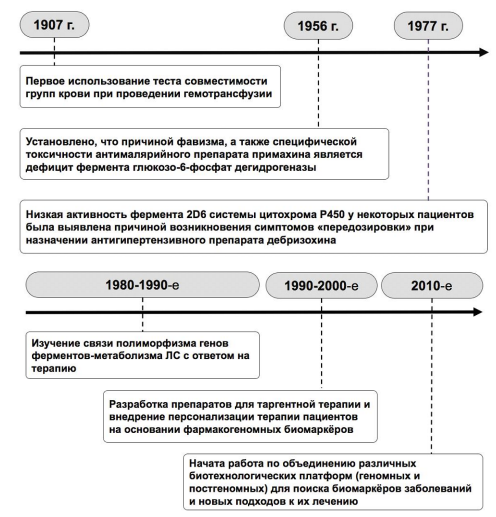 1907 г.
1956 г.
1977 г.
Первое использование теста совместимости
групп крови при проведении гемотрансфузии
Установлено, что причиной фавизма, а также специфической
токсичности антималярийного препарата примахина является
дефицит фермента глюкозо-6-фосфат дегидрогеназы
Низкая активность фермента 2D6 системы цитохрома P450 у некоторых пациентов
была выявлена причиной возникновения симптомов «передозировки» при
назначении антигипертензивного препарата дебризохина
1980-1990-е
1990-2000-е
2010-е
Изучение связи полиморфизма генов
ферментов-метаболизма ЛС с ответом на
терапию
Разработка препаратов для таргентной терапии и
внедрение персонализации терапии пациентов
на основании фармакогеномных биомаркёров
Начата работа по объединению различных
биотехнологических платформ (геномных и
постгеномных) для поиска биомаркёров заболеваний
и новых подходов к их лечению